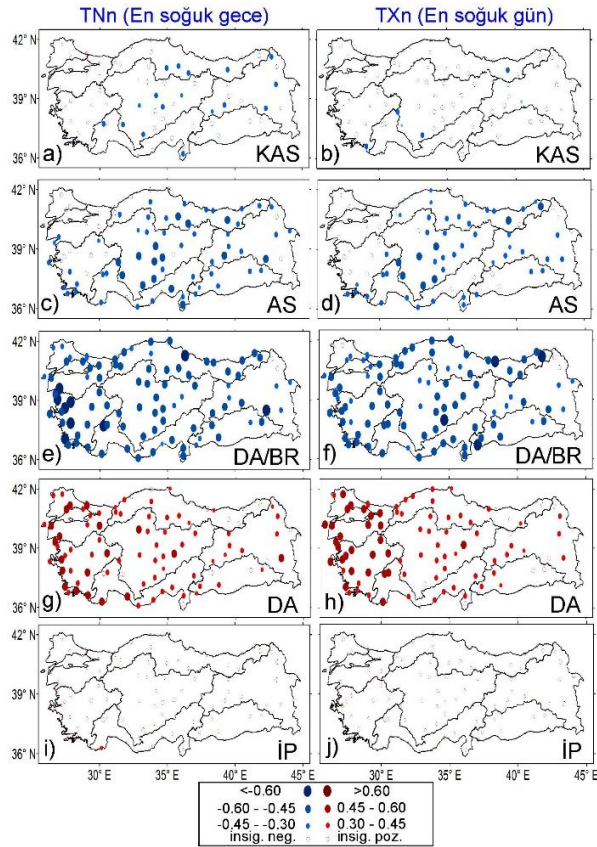 TNn (En soğuk gece) TXn (En soğuk gün)
42° N
39° N
36° N
a) KAS b) KAS
42° N
39° N
36° N
c) AS d) AS
42° N
39° N
36° N
e) DA/BR f) DA/BR
42° N
39° N
36° N
g) DA h) DA
42° N
39° N
36° N
i) İP j) İP
30° E 35° E 40° E 45° E 30° E 35° E 40° E 45° E
<-0.60 >0.60
-0.60 - -0.45 0.45 - 0.60
-0.45 - -0.30 0.30 - 0.45
insig. neg. insig. poz.